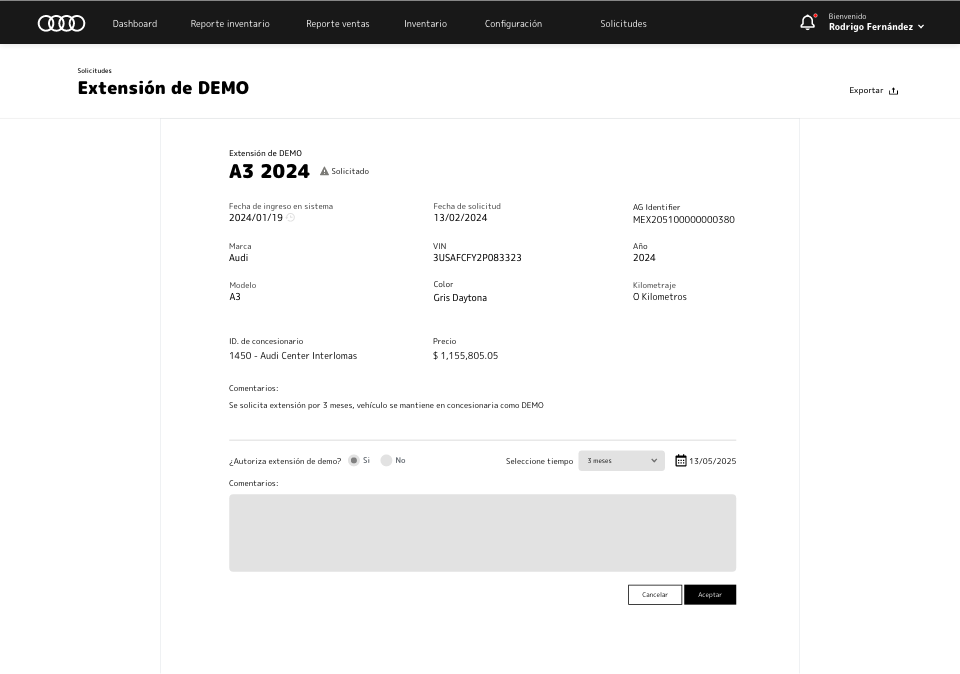 Dashboard Reporte inventario Reporte ventas Inventario Configuración Solicitudes
Bienvenido
Rodrigo Fernández
Solicitudes
Extensión de DEMO
Exportar
Extensión de DEMO
A3 2024 Solicitado
Fecha de ingreso en sistema Fecha de solicitud AG Identifier
2024/01/19 13/02/2024 MEX205100000000380
Marca VIN Año
Audi 3USAFCFY2P083323 2024
Modelo Color Kilometraje
A3 Gris Daytona 0 Kilometros
ID. de concesionario Precio
1450 - Audi Center Interlomas $ 1,155,805.05
Comentarios:
Se solicita extensión por 3 meses, vehículo se mantiene en concesionaria como DEMO
¿Autoriza extensión de demo? Si No Seleccione tiempo 3 meses 13/05/2025
Comentarios:
Cancelar Aceptar